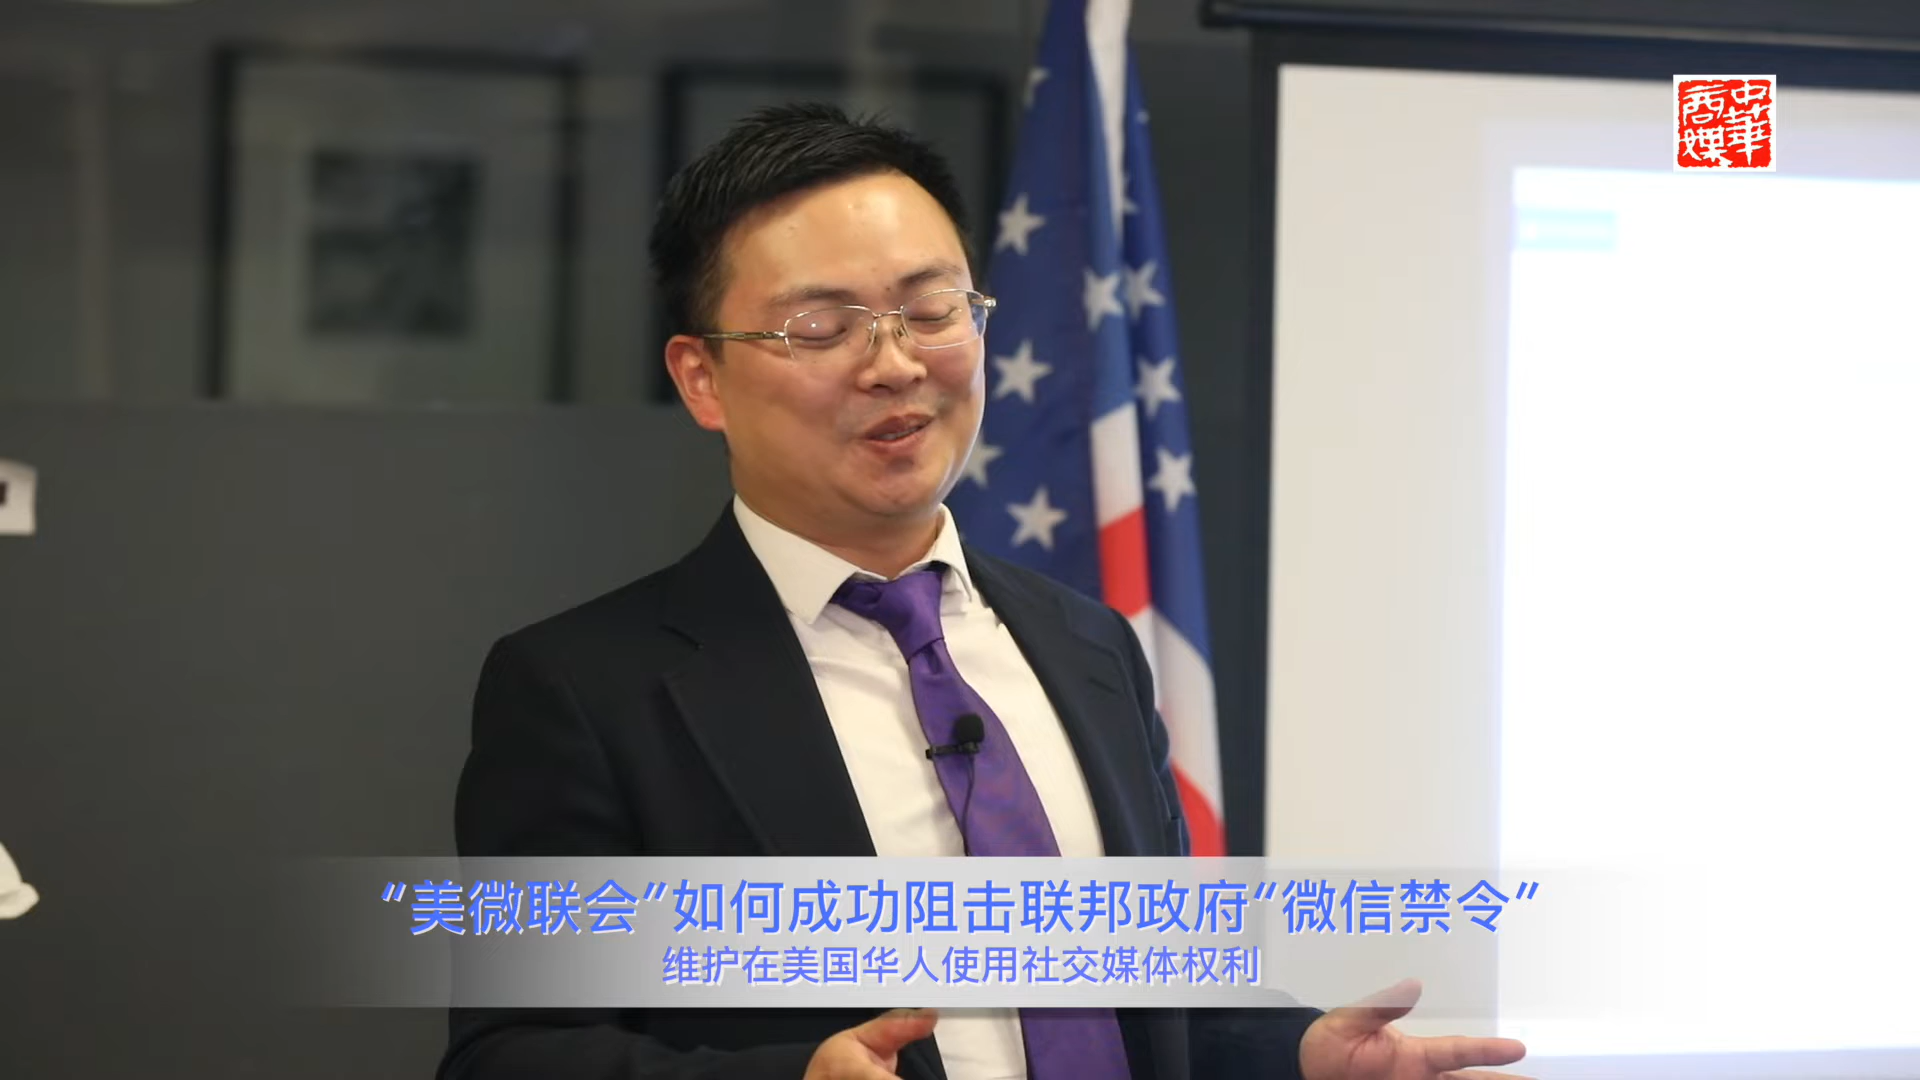 中华
商媒
“美微联会”如何成功阻击联邦政府“微信禁令”
维护在美国华人使用社交媒体权利